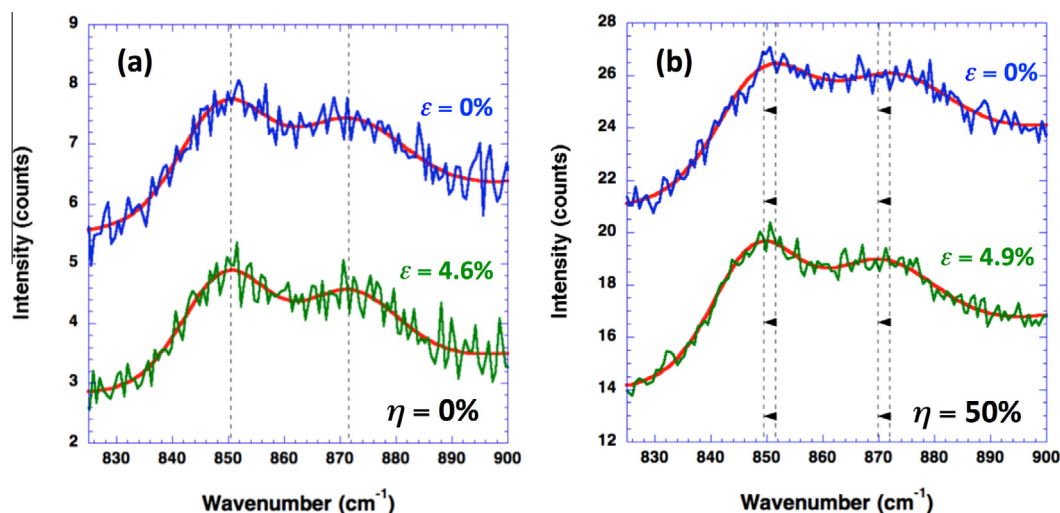 (a)
9
8
7
6
5
4
3
2
ε = 0%
ε = 4.6%
η = 0%
830 840 850 860 870 880 890 900
Wavenumber (cm⁻¹)
Intensity (counts)
(b)
28
26
24
22
20
18
16
14
12
ε = 0%
ε = 4.9%
η = 50%
830 840 850 860 870 880 890 900
Wavenumber (cm⁻¹)
Intensity (counts)